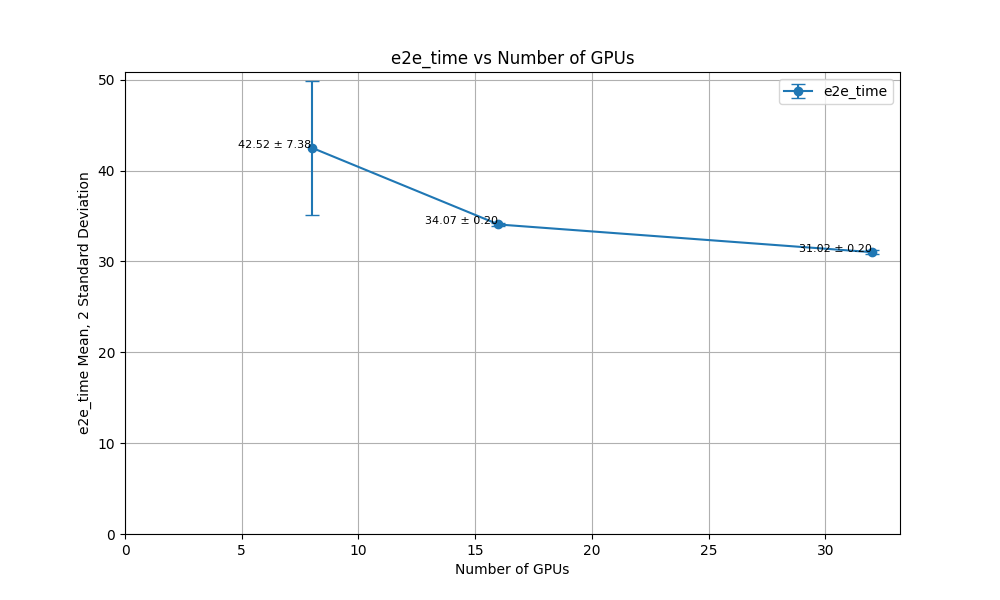 e2e_time vs Number of GPUs
e2e_time
e2e_time Mean, 2 Standard Deviation
50
40
30
20
10
0
42.52 ± 7.38
34.07 ± 0.20
31.02 ± 0.20
0 5 10 15 20 25 30
Number of GPUs